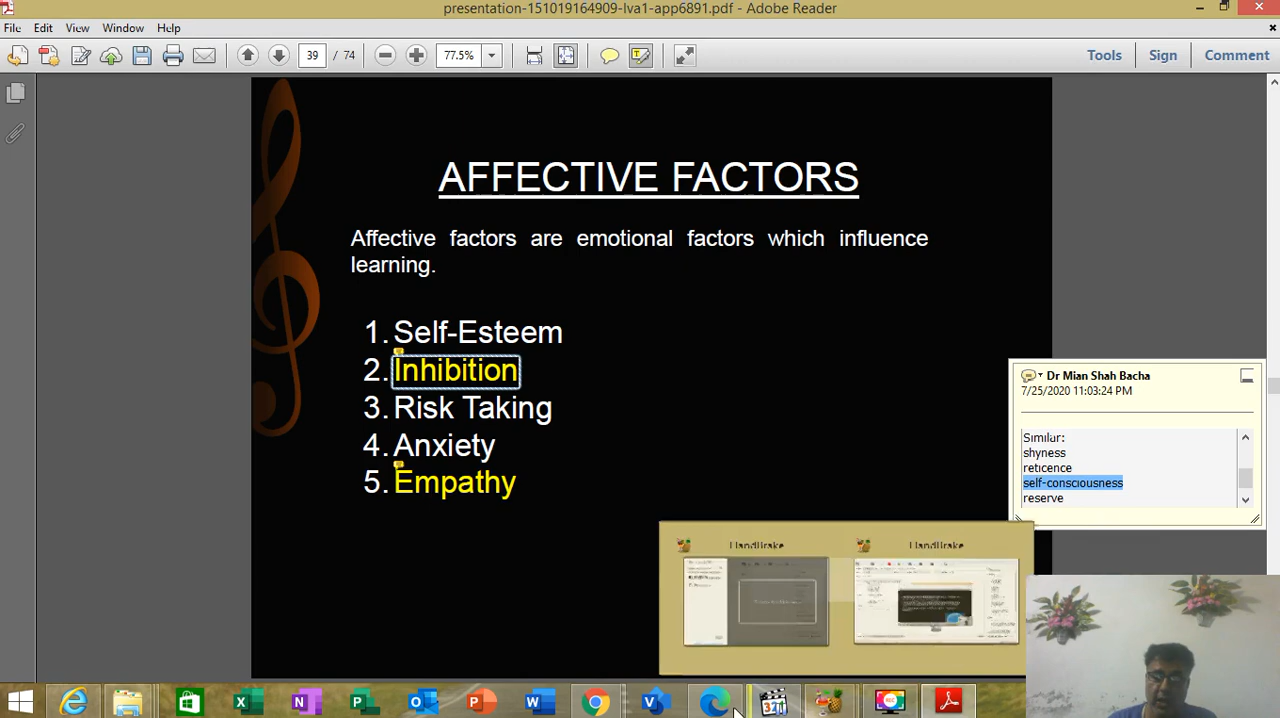 presentation-151019164909-lva1-app6891.pdf - Adobe Reader
File Edit View Window Help
39 / 74 77.5% Tools Sign Comment
AFFECTIVE FACTORS
Affective factors are emotional factors which influence
learning.
1. Self-Esteem
2. Inhibition
3. Risk Taking
4. Anxiety
5. Empathy
Dr Mian Shah Bacha
7/25/2020 11:03:24 PM
Similar:
shyness
reticence
self-consciousness
reserve
HandBrake HandBrake